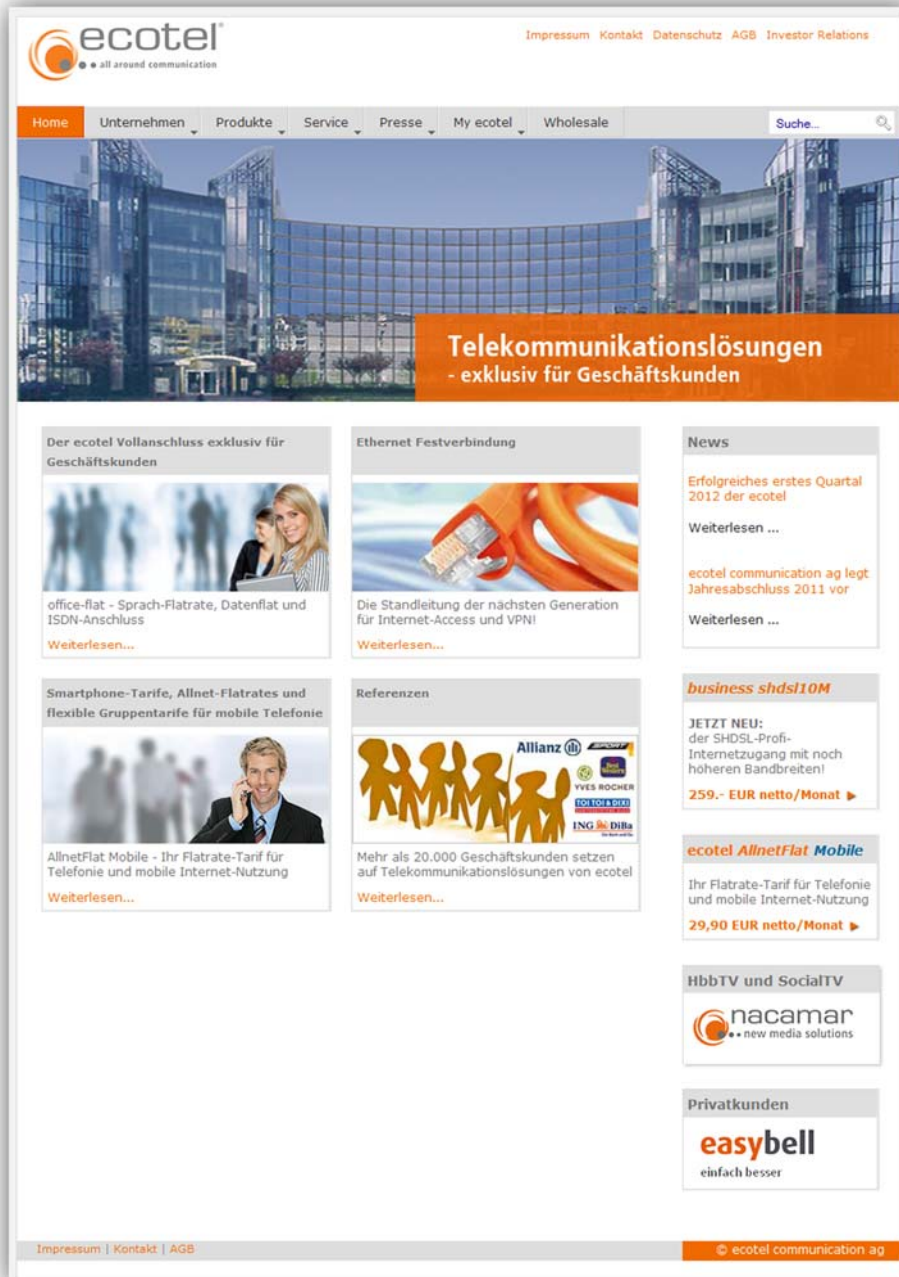 ecotel®
all around communication
Impressum Kontakt Datenschutz AGB Investor Relations
Home Unternehmen Produkte Service Presse My ecotel Wholesale Suche...
Telekommunikationslösungen
- exklusiv für Geschäftskunden
Der ecotel Vollanschluss exklusiv für
Geschäftskunden
office-flat - Sprach-Flatrate, Datenflat und
ISDN-Anschluss
Weiterlesen...
Ethernet Festverbindung
Die Standleitung der nächsten Generation
für Internet-Access und VPN!
Weiterlesen...
Smartphone-Tarife, Allnet-Flatrates und
flexible Gruppentarife für mobile Telefonie
AllnetFlat Mobile - Ihr Flatrate-Tarif für
Telefonie und mobile Internet-Nutzung
Weiterlesen...
Referenzen
Allianz SPORT1
Best Western
YVES ROCHER
TOI TOI & DIXI
ING DiBa
Mehr als 20.000 Geschäftskunden setzen
auf Telekommunikationslösungen von ecotel
Weiterlesen...
News
Erfolgreiches erstes Quartal
2012 der ecotel
Weiterlesen ...
ecotel communication ag legt
Jahresabschluss 2011 vor
Weiterlesen ...
business shdsl10M
JETZT NEU:
der SHDSL-Profi-
Internetzugang mit noch
höheren Bandbreiten!
259.- EUR netto/Monat
ecotel AllnetFlat Mobile
Ihr Flatrate-Tarif für Telefonie
und mobile Internet-Nutzung
29,90 EUR netto/Monat
HbbTV und SocialTV
nacamar
new media solutions
Privatkunden
easybell
einfach besser
Impressum | Kontakt | AGB
© ecotel communication ag